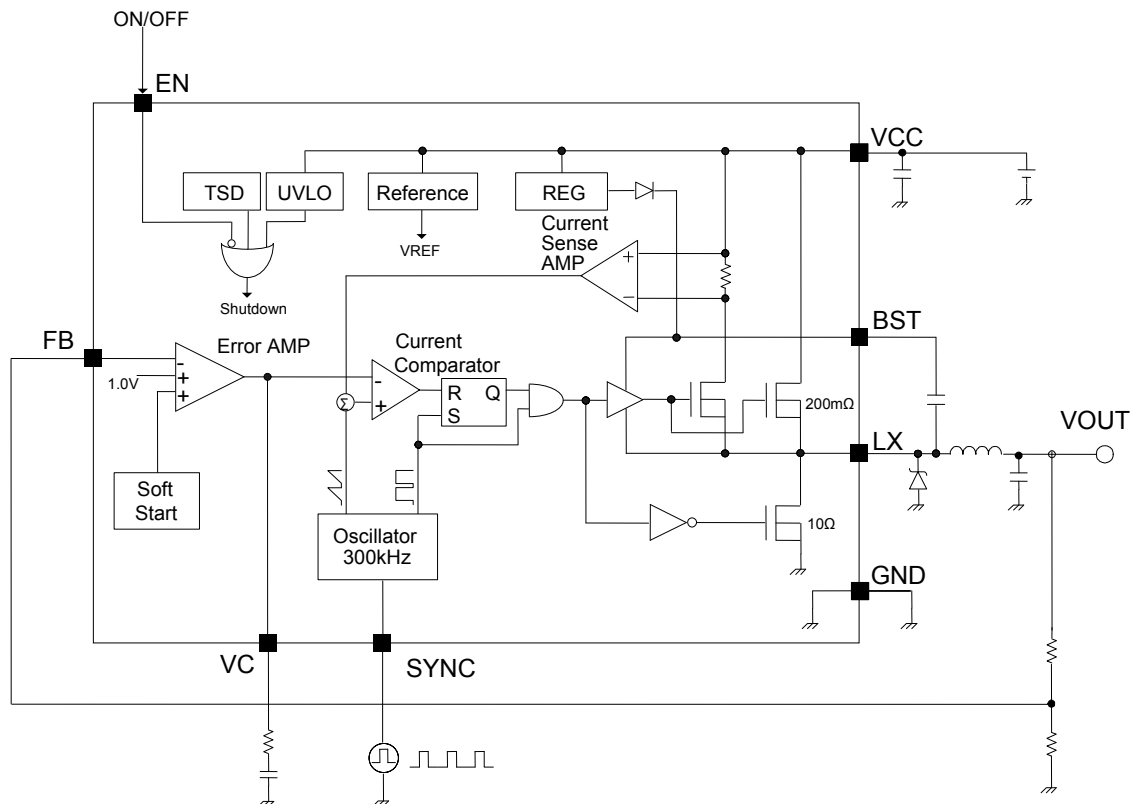 ON/OFF
EN
VCC
TSD
UVLO
Reference
REG
VREF
Current
Sense
AMP
+
−
Shutdown
FB
Error AMP
Current
Comparator
BST
-
1.0V
+
+
-
+
Σ
R
Q
S
200mΩ
LX
VOUT
Soft
Start
Oscillator
300kHz
10Ω
GND
VC
SYNC